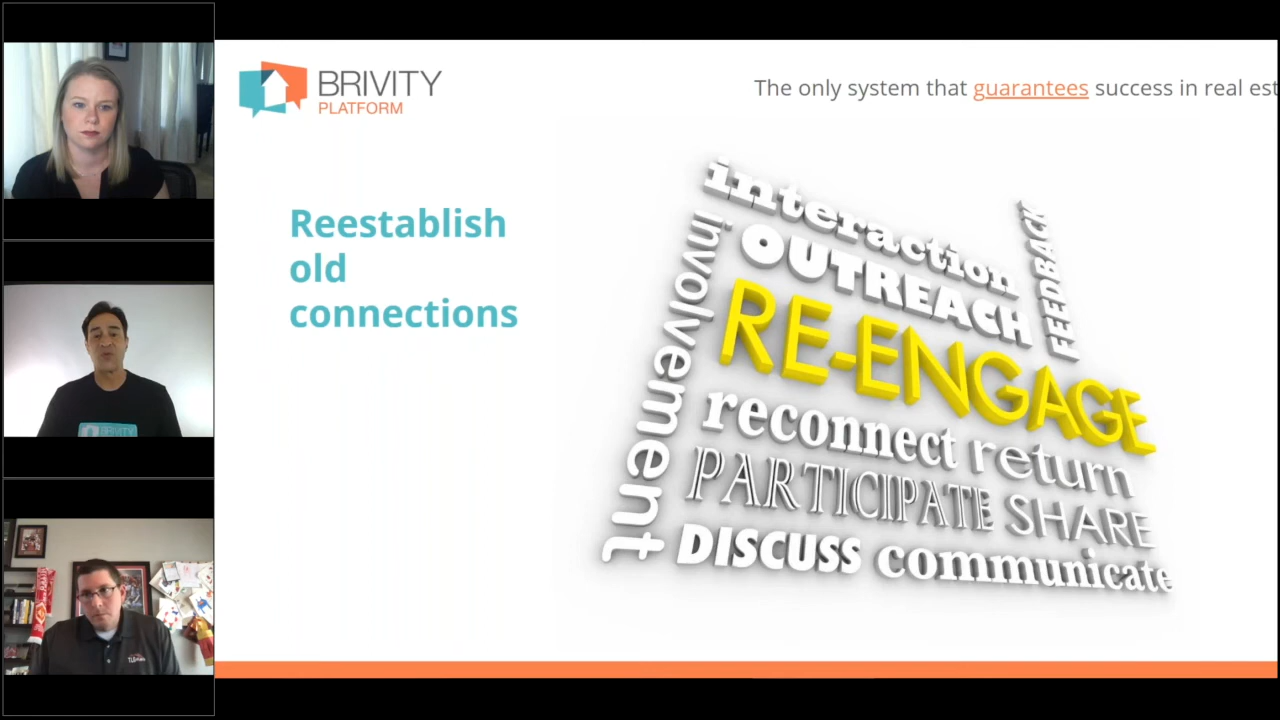 BRIVITY
PLATFORM
The only system that guarantees success in real est
Reestablish
old
connections
interaction
OUTREACH
FEEDBACK
involvement
RE-ENGAGE
reconnect return
PARTICIPATE SHARE
DISCUSS communicate
BRIVITY